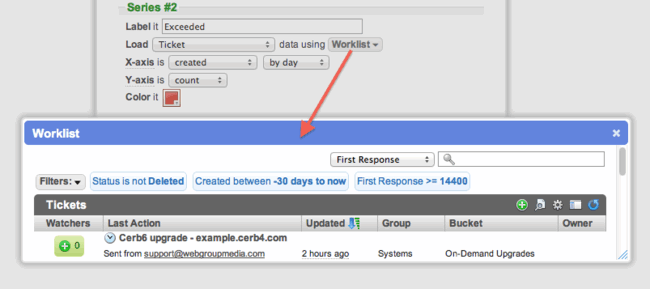 Series #2
Label it Exceeded
Load Ticket data using Worklist
X-axis is created by day
Y-axis is count
Color it
Worklist
First Response
Filters: Status is not Deleted Created between -30 days to now First Response >= 14400
Tickets
Watchers Last Action Updated Group Bucket Owner
0 Cerb6 upgrade - example.cerb4.com
Sent from support@webgroupmedia.com 2 hours ago Systems On-Demand Upgrades